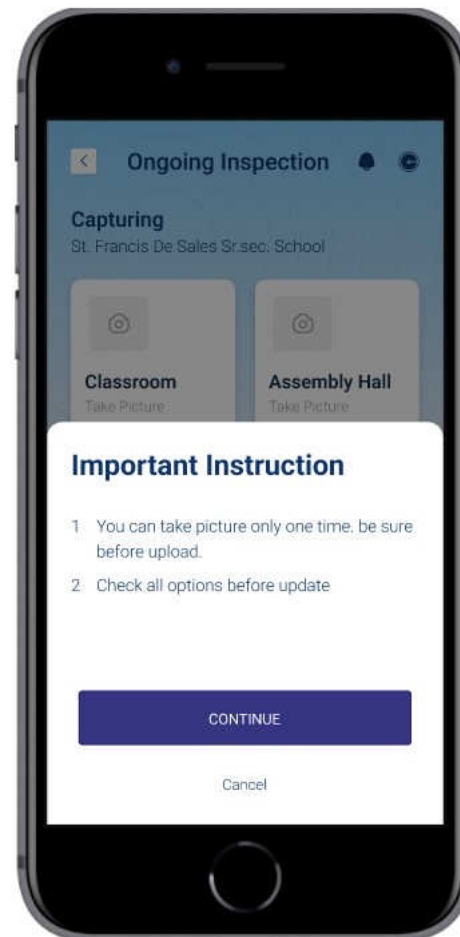 Ongoing Inspection
Capturing
St. Francis De Sales Sr.sec. School
Classroom
Take Picture
Assembly Hall
Take Picture
Important Instruction
1 You can take picture only one time. be sure
before upload.
2 Check all options before update
CONTINUE
Cancel